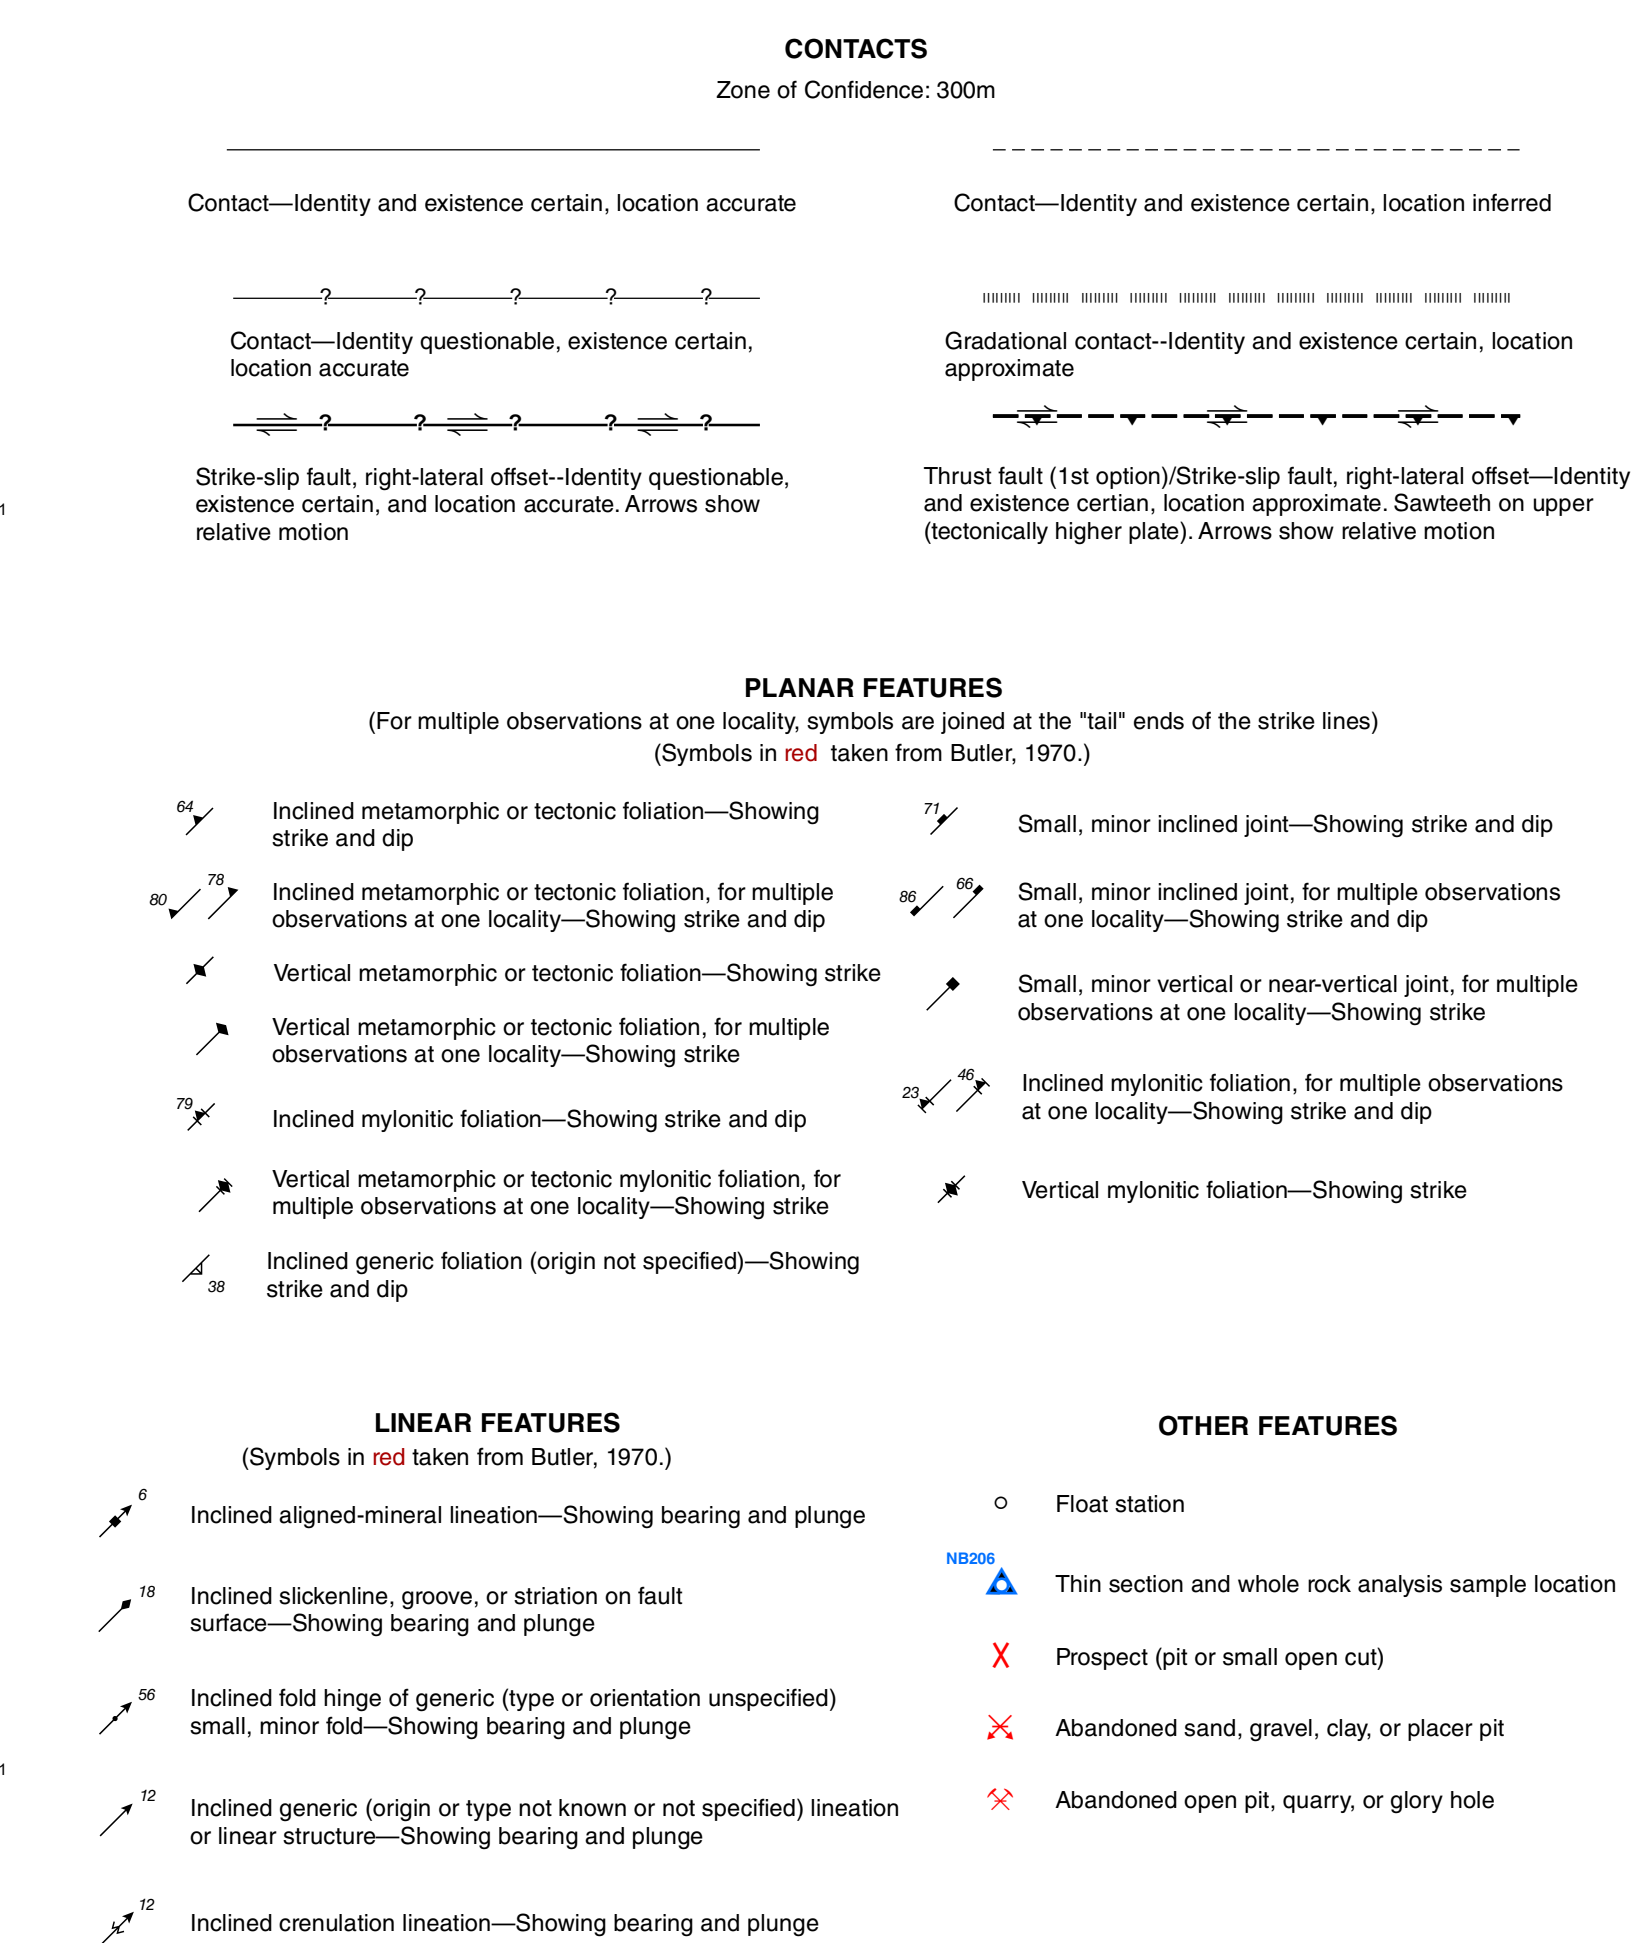 CONTACTS
Zone of Confidence: 300m
Contact—Identity and existence certain, location accurate
Contact—Identity and existence certain, location inferred
? ? ? ? ?
Contact—Identity questionable, existence certain,
location accurate
Gradational contact--Identity and existence certain, location
approximate
? ? ? ? ?
Strike-slip fault, right-lateral offset--Identity questionable,
existence certain, and location accurate. Arrows show
relative motion
Thrust fault (1st option)/Strike-slip fault, right-lateral offset—Identity
and existence certian, location approximate. Sawteeth on upper
(tectonically higher plate). Arrows show relative motion
1
PLANAR FEATURES
(For multiple observations at one locality, symbols are joined at the "tail" ends of the strike lines)
(Symbols in red taken from Butler, 1970.)
64
Inclined metamorphic or tectonic foliation—Showing
strike and dip
80 78
Inclined metamorphic or tectonic foliation, for multiple
observations at one locality—Showing strike and dip
Vertical metamorphic or tectonic foliation—Showing strike
Vertical metamorphic or tectonic foliation, for multiple
observations at one locality—Showing strike
79
Inclined mylonitic foliation—Showing strike and dip
Vertical metamorphic or tectonic mylonitic foliation, for
multiple observations at one locality—Showing strike
Inclined generic foliation (origin not specified)—Showing
strike and dip
38
71
Small, minor inclined joint—Showing strike and dip
86 66
Small, minor inclined joint, for multiple observations
at one locality—Showing strike and dip
Small, minor vertical or near-vertical joint, for multiple
observations at one locality—Showing strike
23 46
Inclined mylonitic foliation, for multiple observations
at one locality—Showing strike and dip
Vertical mylonitic foliation—Showing strike
LINEAR FEATURES
(Symbols in red taken from Butler, 1970.)
6
Inclined aligned-mineral lineation—Showing bearing and plunge
18
Inclined slickenline, groove, or striation on fault
surface—Showing bearing and plunge
56
Inclined fold hinge of generic (type or orientation unspecified)
small, minor fold—Showing bearing and plunge
1
12
Inclined generic (origin or type not known or not specified) lineation
or linear structure—Showing bearing and plunge
12
Inclined crenulation lineation—Showing bearing and plunge
OTHER FEATURES
Float station
NB206
Thin section and whole rock analysis sample location
Prospect (pit or small open cut)
Abandoned sand, gravel, clay, or placer pit
Abandoned open pit, quarry, or glory hole